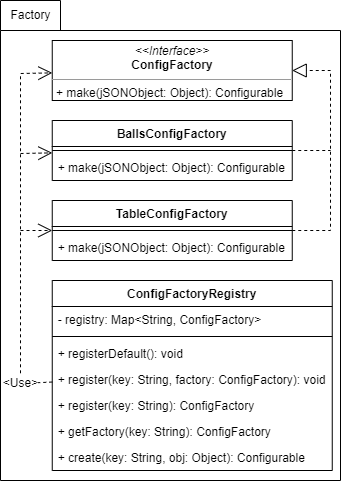 Factory
<<Interface>>
ConfigFactory
+ make(jSONObject: Object): Configurable
BallsConfigFactory
+ make(jSONObject: Object): Configurable
TableConfigFactory
+ make(jSONObject: Object): Configurable
ConfigFactoryRegistry
- registry: Map<String, ConfigFactory>
+ registerDefault(): void
<Use>
+ register(key: String, factory: ConfigFactory): void
+ register(key: String): ConfigFactory
+ getFactory(key: String): ConfigFactory
+ create(key: String, obj: Object): Configurable